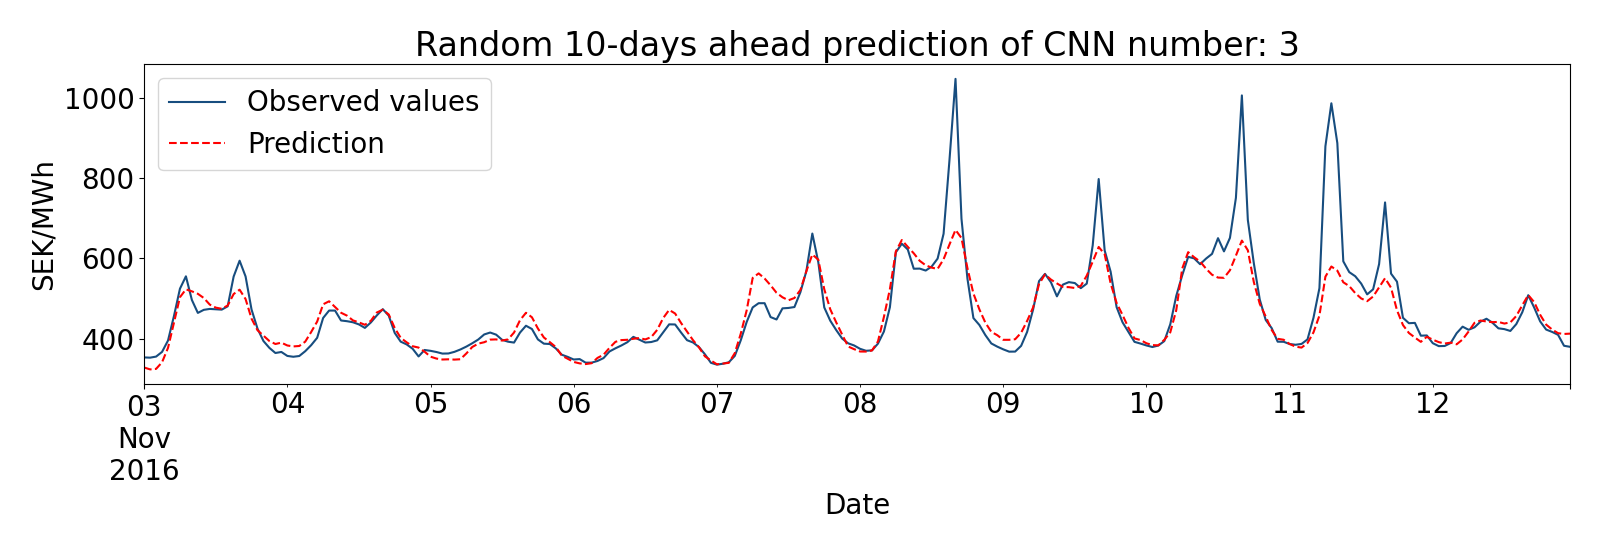 Random 10-days ahead prediction of CNN number: 3
Observed values
Prediction
SEK/MWh
1000
800
600
400
03 04 05 06 07 08 09 10 11 12
Nov
2016
Date